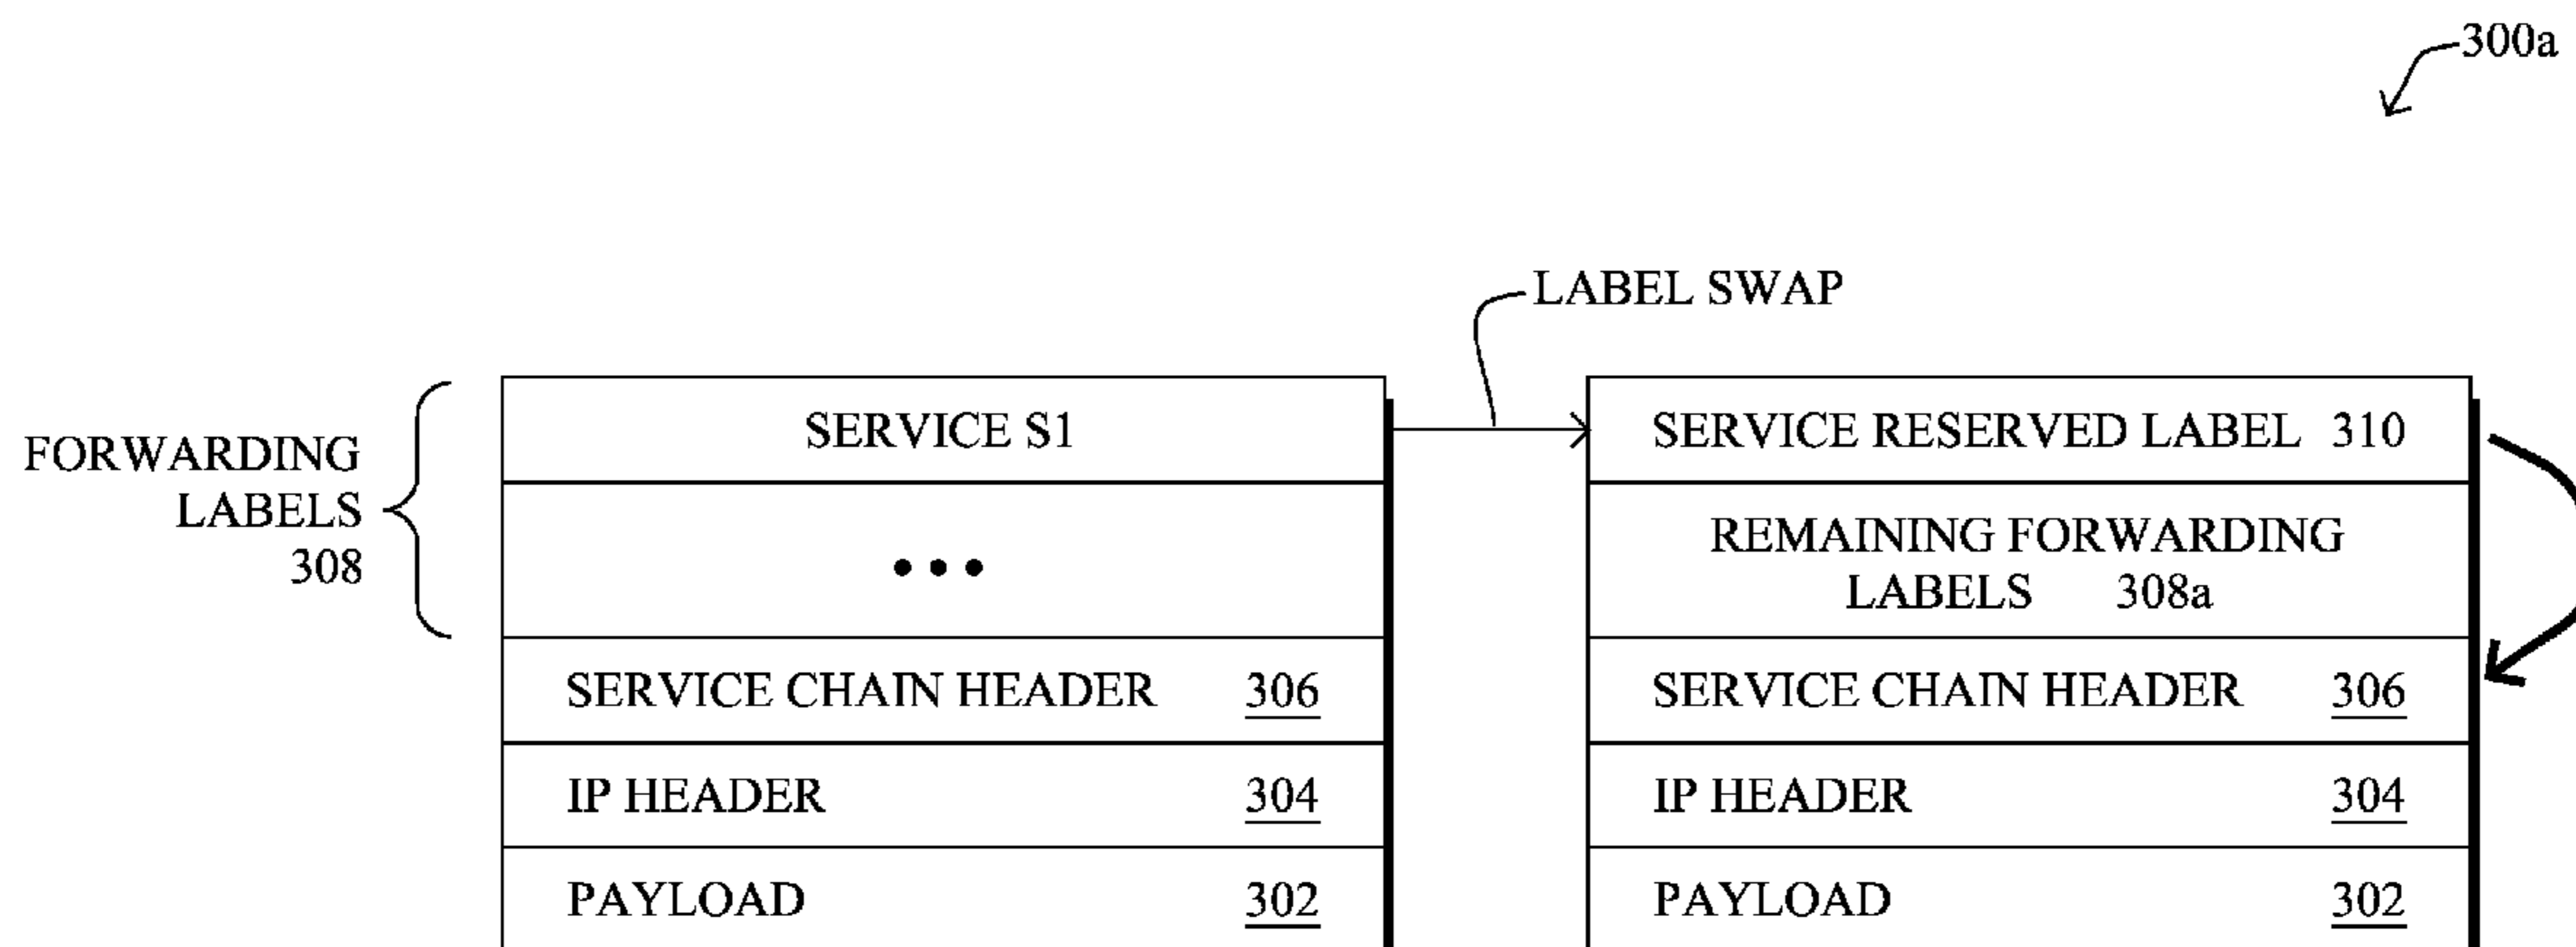 300a
LABEL SWAP
FORWARDING
LABELS
308
SERVICE S1
SERVICE CHAIN HEADER 306
IP HEADER 304
PAYLOAD 302
SERVICE RESERVED LABEL 310
REMAINING FORWARDING
LABELS 308a
SERVICE CHAIN HEADER 306
IP HEADER 304
PAYLOAD 302